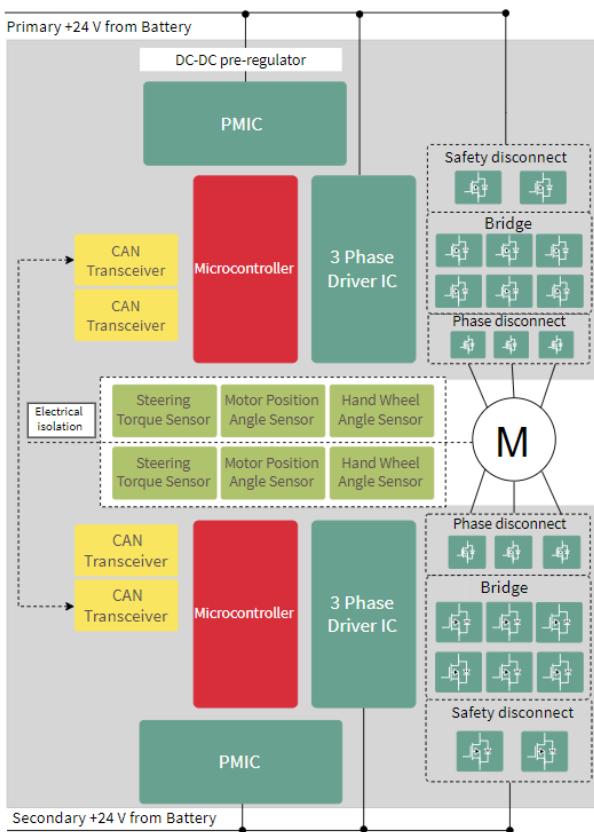 Primary +24 V from Battery
DC-DC pre-regulator
PMIC
Safety disconnect
Bridge
CAN
Transceiver
Microcontroller
3 Phase
Driver IC
CAN
Transceiver
Phase disconnect
Electrical
isolation
Steering
Torque Sensor
Motor Position
Angle Sensor
Hand Wheel
Angle Sensor
M
Steering
Torque Sensor
Motor Position
Angle Sensor
Hand Wheel
Angle Sensor
Phase disconnect
CAN
Transceiver
CAN
Transceiver
Microcontroller
3 Phase
Driver IC
Bridge
Safety disconnect
PMIC
Secondary +24 V from Battery